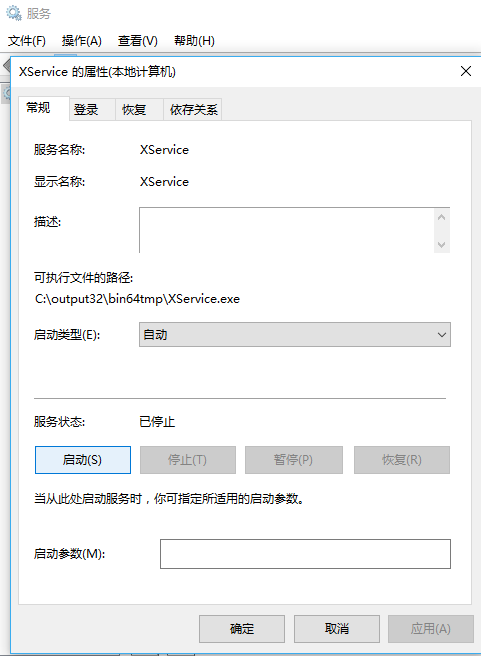 服务
文件(F) 操作(A) 查看(V) 帮助(H)
XService 的属性(本地计算机)
常规 登录 恢复 依存关系
服务名称: XService
显示名称: XService
描述:
可执行文件的路径:
C:\output32\bin64tmp\XService.exe
启动类型(E): 自动
服务状态: 已停止
启动(S) 停止(T) 暂停(P) 恢复(R)
当从此处启动服务时，你可指定所适用的启动参数。
启动参数(M):
确定 取消 应用(A)